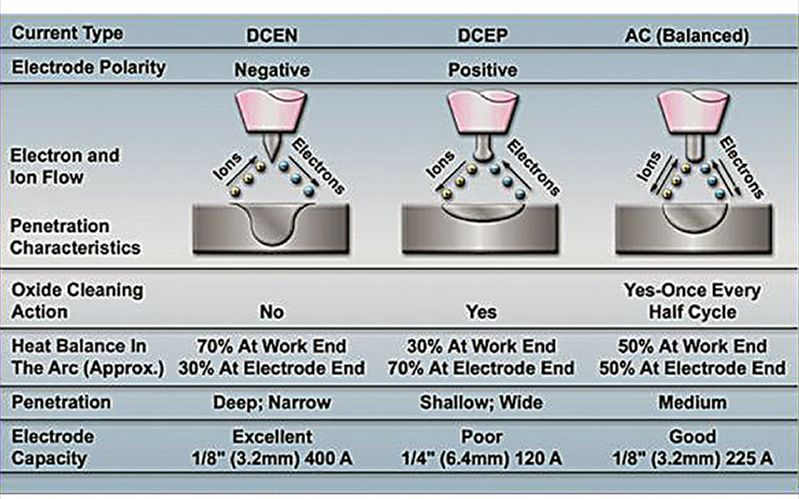 Current Type DCEN DCEP AC (Balanced)
Electrode Polarity Negative Positive
Electron and
Ion Flow
Ions Electrons Ions Electrons Ions Electrons
Penetration
Characteristics
Oxide Cleaning
Action No Yes Yes-Once Every
Half Cycle
Heat Balance In 70% At Work End 30% At Work End 50% At Work End
The Arc (Approx.) 30% At Electrode End 70% At Electrode End 50% At Electrode End
Penetration Deep; Narrow Shallow; Wide Medium
Electrode Excellent Poor Good
Capacity 1/8" (3.2mm) 400 A 1/4" (6.4mm) 120 A 1/8" (3.2mm) 225 A